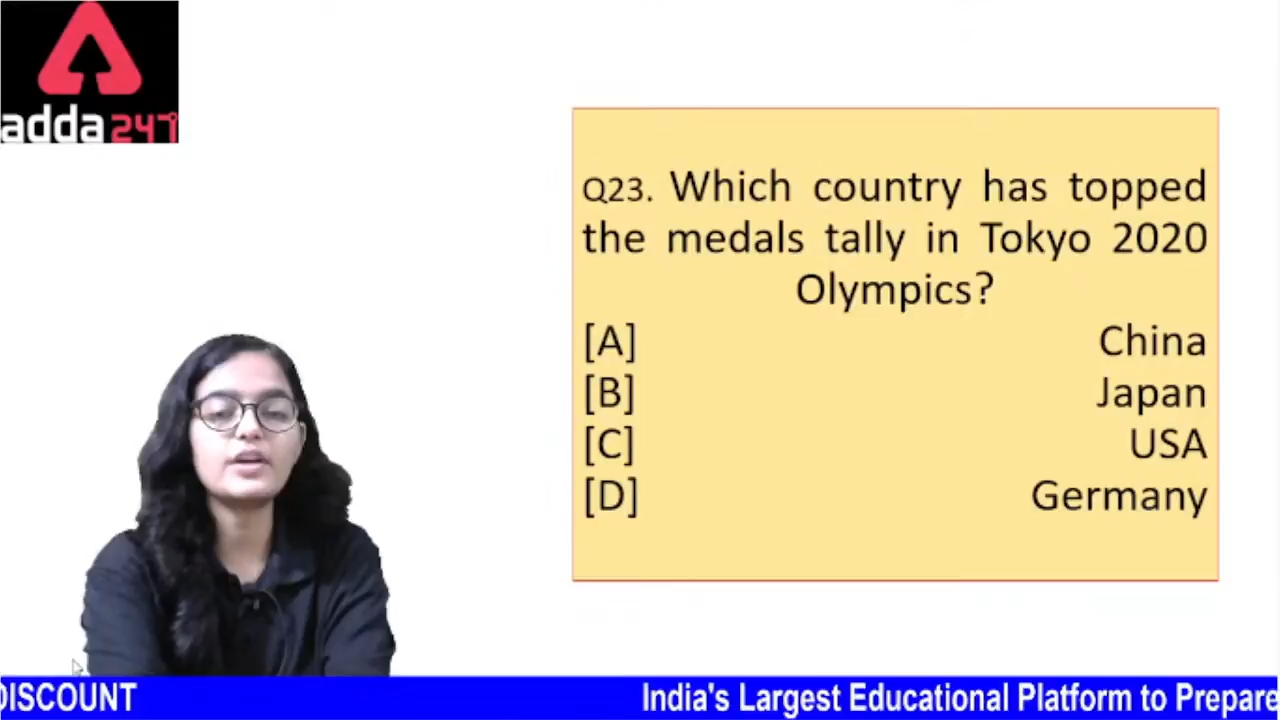 adda247
Q23. Which country has topped
the medals tally in Tokyo 2020
Olympics?
[A] China
[B] Japan
[C] USA
[D] Germany
DISCOUNT India's Largest Educational Platform to Prepare